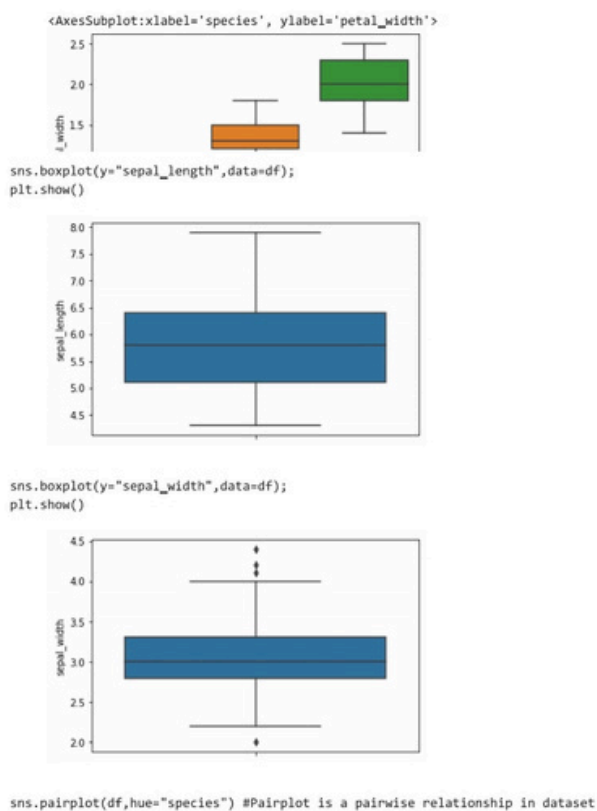 <AxesSubplot:xlabel='species', ylabel='petal_width'>
2.5
2.0
1.5
l_width
sns.boxplot(y="sepal_length",data=df);
plt.show()
8.0
7.5
7.0
6.5
6.0
5.5
5.0
4.5
sepal_length
sns.boxplot(y="sepal_width",data=df);
plt.show()
4.5
4.0
3.5
3.0
2.5
2.0
sepal_width
sns.pairplot(df,hue="species") #Pairplot is a pairwise relationship in dataset